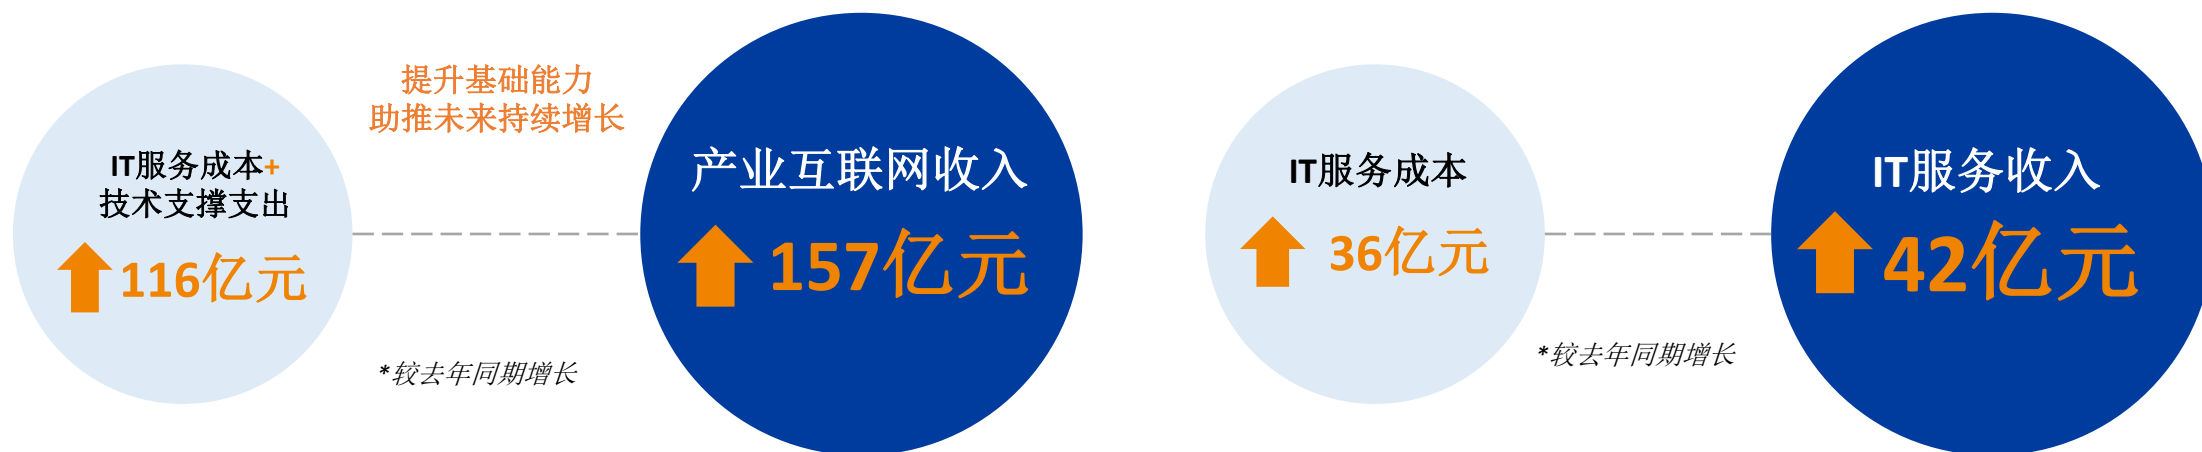 提升基础能力
助推未来持续增长
IT服务成本+
技术支撑支出
116亿元
产业互联网收入
157亿元
*较去年同期增长
IT服务成本
36亿元
IT服务收入
42亿元
*较去年同期增长